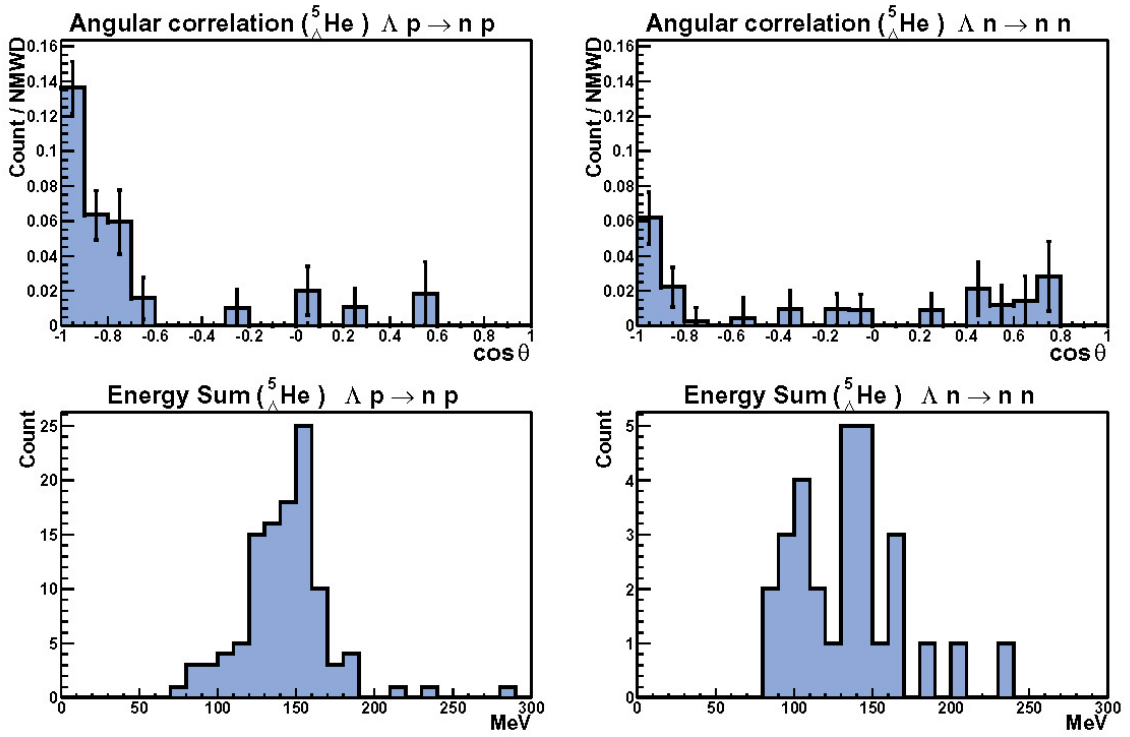 Angular correlation (⁵ΛHe) Λ p → n p
Count / NMWD
0.16
0.14
0.12
0.1
0.08
0.06
0.04
0.02
0
-1 -0.8 -0.6 -0.4 -0.2 -0 0.2 0.4 0.6 0.8 1
cos θ
Angular correlation (⁵ΛHe) Λ n → n n
Count / NMWD
0.16
0.14
0.12
0.1
0.08
0.06
0.04
0.02
0
-1 -0.8 -0.6 -0.4 -0.2 -0 0.2 0.4 0.6 0.8 1
cos θ
Energy Sum (⁵ΛHe) Λ p → n p
Count
25
20
15
10
5
0
0 50 100 150 200 250 300
MeV
Energy Sum (⁵ΛHe) Λ n → n n
Count
5
4
3
2
1
0
0 50 100 150 200 250 300
MeV